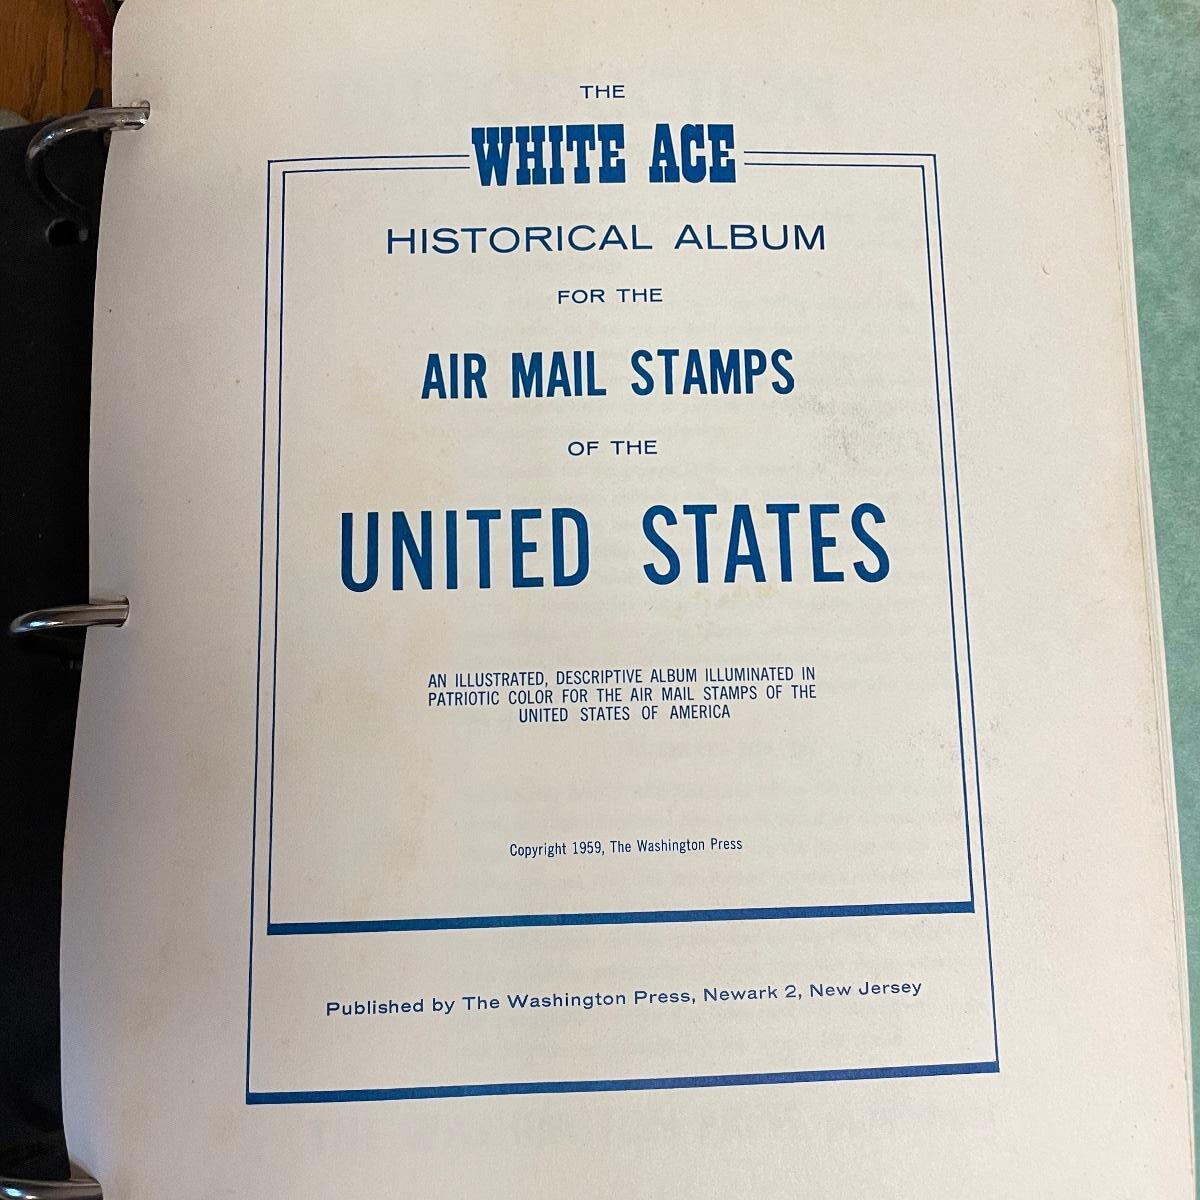 THE
WHITE ACE
HISTORICAL ALBUM
FOR THE
AIR MAIL STAMPS
OF THE
UNITED STATES
AN ILLUSTRATED, DESCRIPTIVE ALBUM ILLUMINATED IN
PATRIOTIC COLOR FOR THE AIR MAIL STAMPS OF THE
UNITED STATES OF AMERICA
Copyright 1959, The Washington Press
Published by The Washington Press, Newark 2, New Jersey